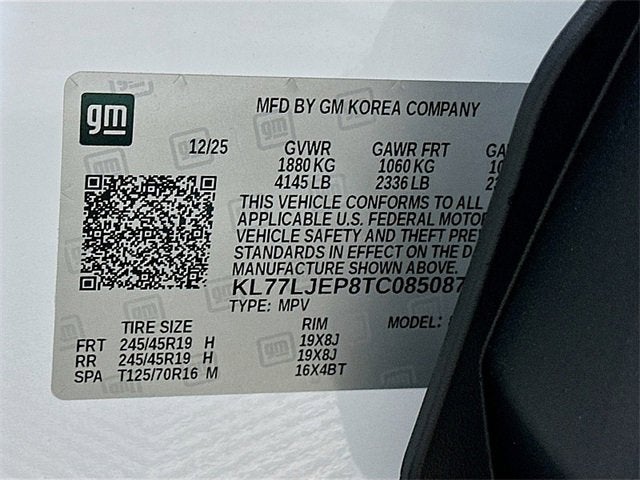 gm
MFD BY GM KOREA COMPANY
12/25 GVWR GAWR FRT
1880 KG 1060 KG
4145 LB 2336 LB
THIS VEHICLE CONFORMS TO ALL
APPLICABLE U.S. FEDERAL MOTOR
VEHICLE SAFETY AND THEFT
STANDARDS IN EFFECT ON THE
MANUFACTURE SHOWN ABOVE.
KL77LJEP8TC085087
TYPE: MPV
TIRE SIZE RIM MODEL:
FRT 245/45R19 H 19X8J
RR 245/45R19 H 19X8J
SPA T125/70R16 M 16X4BT